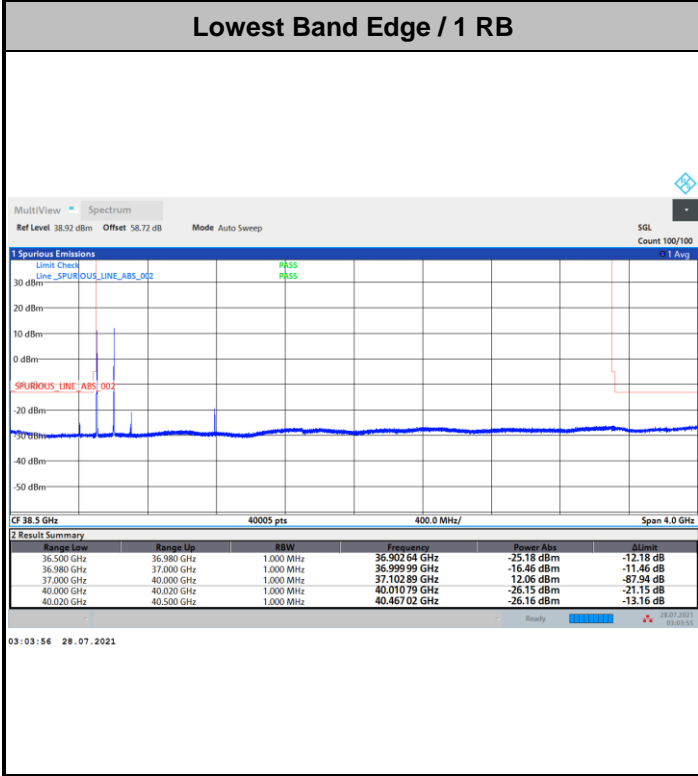 Lowest Band Edge / 1 RB
MultiView Spectrum
Ref Level 38.92 dBm Offset 58.72 dB Mode Auto Sweep SGL
Count 100/100
1 Spurious Emissions 1 Avg
Limit Check PASS
Line _SPURIOUS_LINE_ABS_002 PASS
30 dBm
20 dBm
10 dBm
0 dBm
_SPURIOUS_LINE_ABS_002
-20 dBm
-30 dBm
-40 dBm
-50 dBm
CF 38.5 GHz 40005 pts 400.0 MHz/ Span 4.0 GHz
2 Result Summary
Range Low Range Up RBW Frequency Power Abs ΔLimit
36.500 GHz 36.980 GHz 1.000 MHz 36.902 64 GHz -25.18 dBm -12.18 dB
36.980 GHz 37.000 GHz 1.000 MHz 36.999 99 GHz -16.46 dBm -11.46 dB
37.000 GHz 40.000 GHz 1.000 MHz 37.102 89 GHz 12.06 dBm -87.94 dB
40.000 GHz 40.020 GHz 1.000 MHz 40.010 79 GHz -26.15 dBm -21.15 dB
40.020 GHz 40.500 GHz 1.000 MHz 40.467 02 GHz -26.16 dBm -13.16 dB
Ready 28.07.2021
03:03:55
03:03:56 28.07.2021